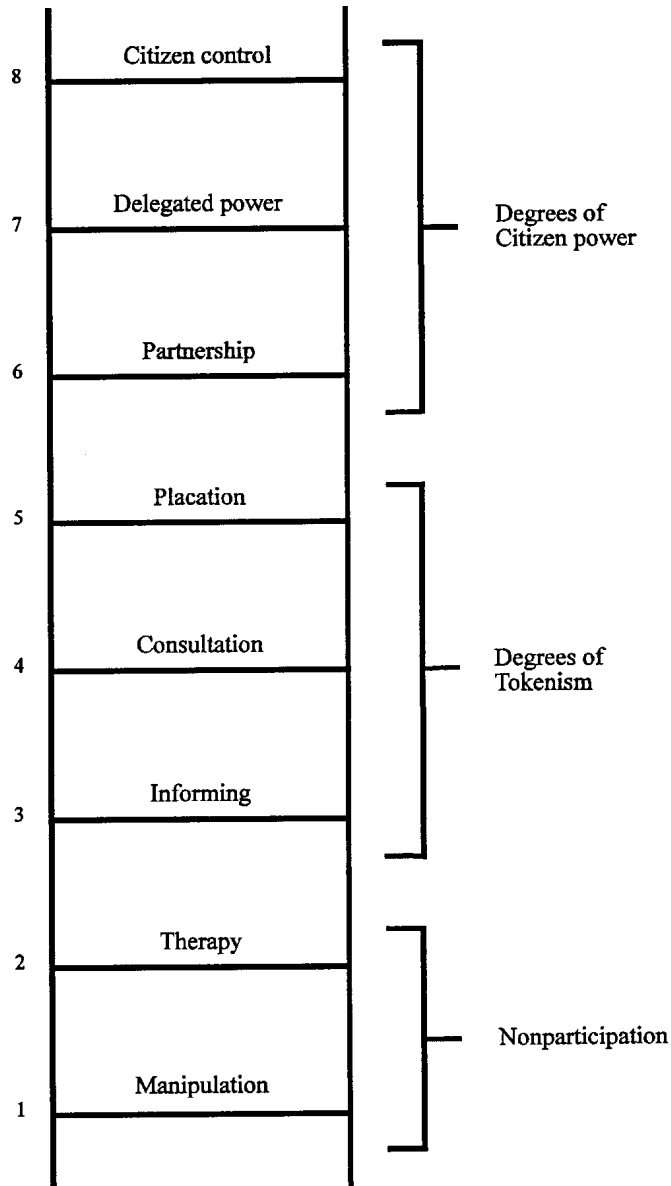 8 Citizen control
7 Delegated power
Degrees of
Citizen power
6 Partnership
5 Placation
4 Consultation
Degrees of
Tokenism
3 Informing
2 Therapy
Nonparticipation
1 Manipulation